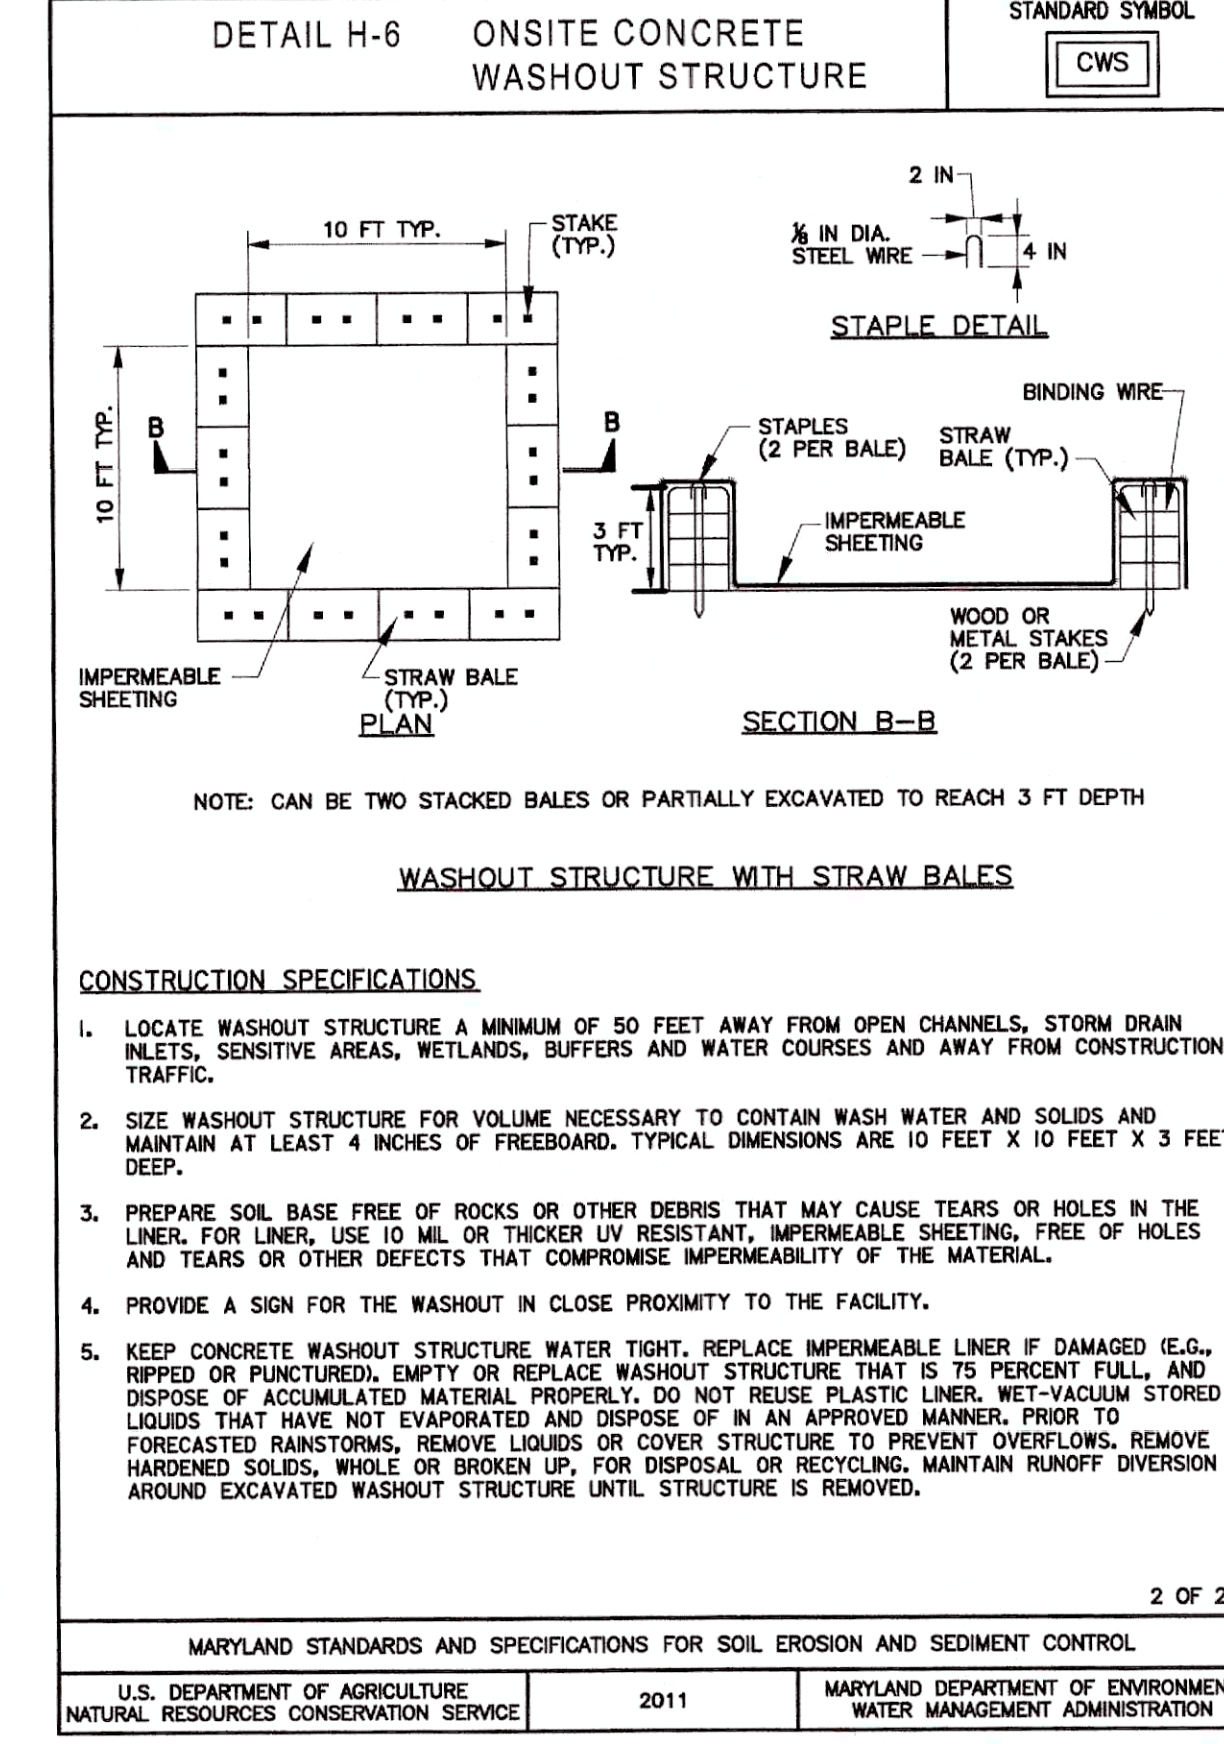 DETAIL H-6 ONSITE CONCRETE
WASHOUT STRUCTURE
STANDARD SYMBOL
CWS
2 IN
1/8 IN DIA.
STEEL WIRE
4 IN
STAPLE DETAIL
10 FT TYP.
STAKE
(TYP.)
10 FT TYP.
B
B
IMPERMEABLE
SHEETING
STRAW BALE
(TYP.)
PLAN
BINDING WIRE
STAPLES
(2 PER BALE)
STRAW
BALE (TYP.)
3 FT
TYP.
IMPERMEABLE
SHEETING
WOOD OR
METAL STAKES
(2 PER BALE)
SECTION B-B
NOTE: CAN BE TWO STACKED BALES OR PARTIALLY EXCAVATED TO REACH 3 FT DEPTH
WASHOUT STRUCTURE WITH STRAW BALES
CONSTRUCTION SPECIFICATIONS
1. LOCATE WASHOUT STRUCTURE A MINIMUM OF 50 FEET AWAY FROM OPEN CHANNELS, STORM DRAIN
INLETS, SENSITIVE AREAS, WETLANDS, BUFFERS AND WATER COURSES AND AWAY FROM CONSTRUCTION
TRAFFIC.
2. SIZE WASHOUT STRUCTURE FOR VOLUME NECESSARY TO CONTAIN WASH WATER AND SOLIDS AND
MAINTAIN AT LEAST 4 INCHES OF FREEBOARD. TYPICAL DIMENSIONS ARE 10 FEET X 10 FEET X 3 FEET
DEEP.
3. PREPARE SOIL BASE FREE OF ROCKS OR OTHER DEBRIS THAT MAY CAUSE TEARS OR HOLES IN THE
LINER. FOR LINER, USE 10 MIL OR THICKER UV RESISTANT, IMPERMEABLE SHEETING, FREE OF HOLES
AND TEARS OR OTHER DEFECTS THAT COMPROMISE IMPERMEABILITY OF THE MATERIAL.
4. PROVIDE A SIGN FOR THE WASHOUT IN CLOSE PROXIMITY TO THE FACILITY.
5. KEEP CONCRETE WASHOUT STRUCTURE WATER TIGHT. REPLACE IMPERMEABLE LINER IF DAMAGED (E.G.,
RIPPED OR PUNCTURED). EMPTY OR REPLACE WASHOUT STRUCTURE THAT IS 75 PERCENT FULL, AND
DISPOSE OF ACCUMULATED MATERIAL PROPERLY. DO NOT REUSE PLASTIC LINER. WET-VACUUM STORED
LIQUIDS THAT HAVE NOT EVAPORATED AND DISPOSE OF IN AN APPROVED MANNER. PRIOR TO
FORECASTED RAINSTORMS, REMOVE LIQUIDS OR COVER STRUCTURE TO PREVENT OVERFLOWS. REMOVE
HARDENED SOLIDS, WHOLE OR BROKEN UP, FOR DISPOSAL OR RECYCLING. MAINTAIN RUNOFF DIVERSION
AROUND EXCAVATED WASHOUT STRUCTURE UNTIL STRUCTURE IS REMOVED.
2 OF 2
MARYLAND STANDARDS AND SPECIFICATIONS FOR SOIL EROSION AND SEDIMENT CONTROL
U.S. DEPARTMENT OF AGRICULTURE
NATURAL RESOURCES CONSERVATION SERVICE
2011
MARYLAND DEPARTMENT OF ENVIRONMEN
WATER MANAGEMENT ADMINISTRATION